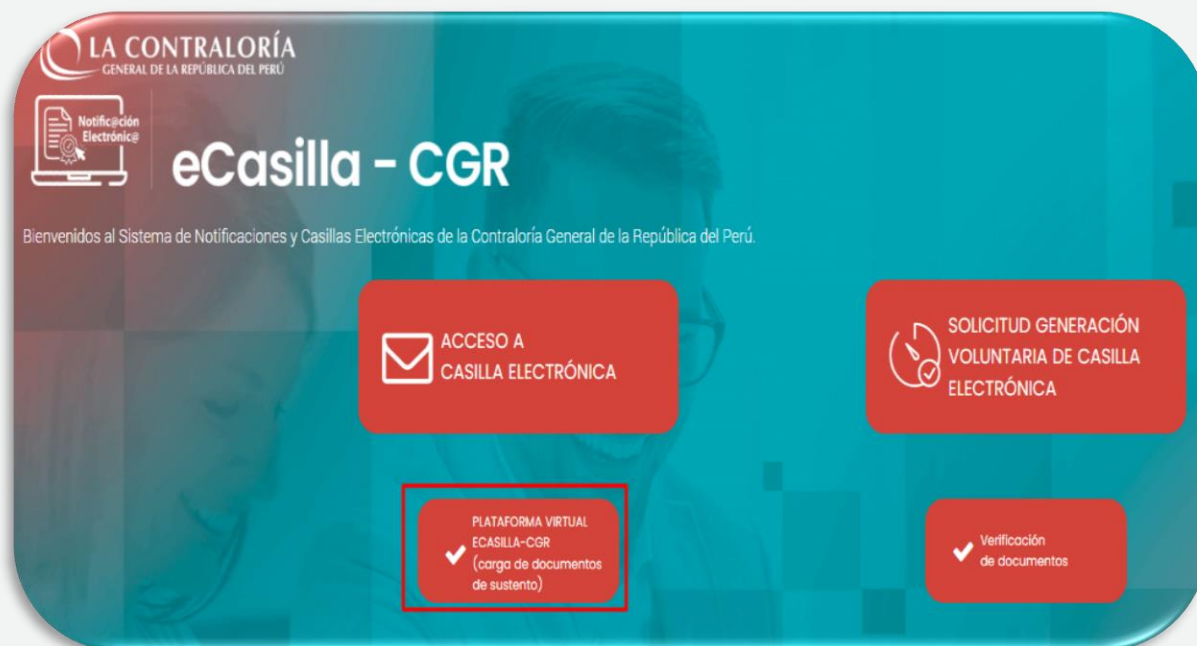 LA CONTRALORÍA
GENERAL DE LA REPÚBLICA DEL PERÚ
Notific@ción
Electrónic@
eCasilla - CGR
Bienvenidos al Sistema de Notificaciones y Casillas Electrónicas de la Contraloría General de la República del Perú.
ACCESO A
CASILLA ELECTRÓNICA
SOLICITUD GENERACIÓN
VOLUNTARIA DE CASILLA
ELECTRÓNICA
PLATAFORMA VIRTUAL
ECASILLA-CGR
(carga de documentos
de sustento)
Verificación
de documentos